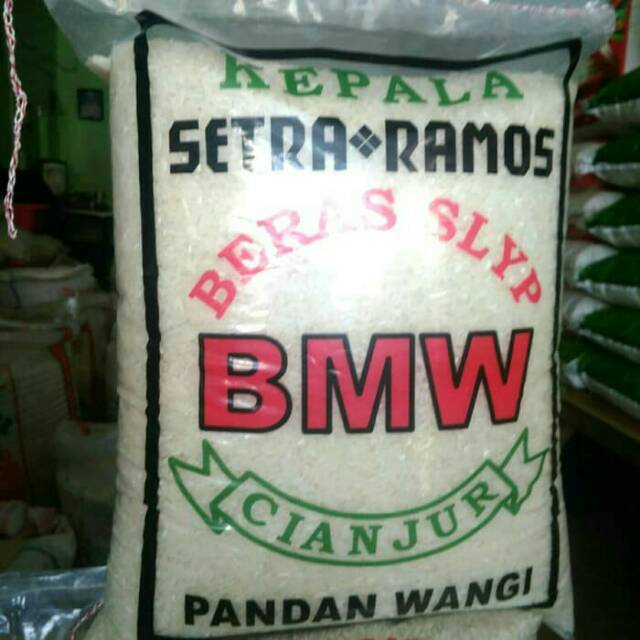 KEPALA
SETRA❖RAMOS
BERAS SLYP
BMW
CIANJUR
PANDAN WANGI